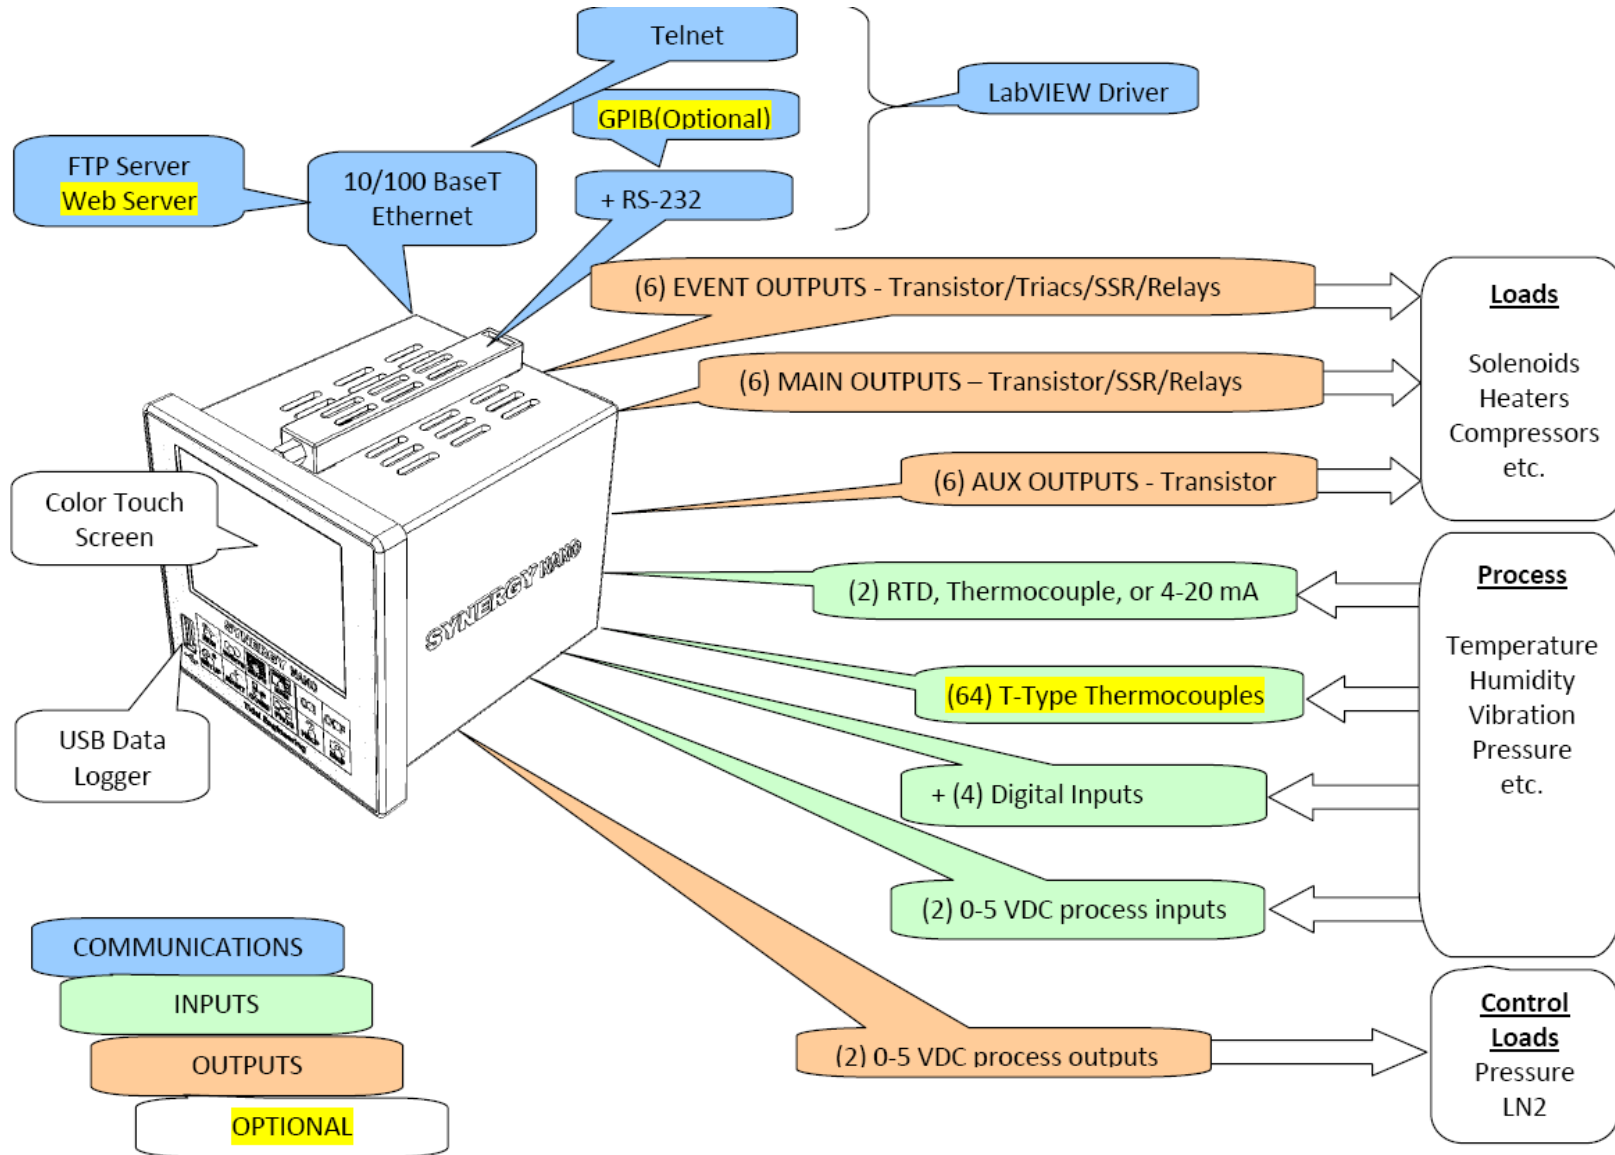 Telnet
LabVIEW Driver
GPIB(Optional)
FTP Server
Web Server
10/100 BaseT
Ethernet
+ RS-232
(6) EVENT OUTPUTS - Transistor/Triacs/SSR/Relays
(6) MAIN OUTPUTS – Transistor/SSR/Relays
(6) AUX OUTPUTS - Transistor
Loads
Solenoids
Heaters
Compressors
etc.
Color Touch
Screen
SYNERGY NANO
SYNERGY NANO
Tidal Engineering
USB Data
Logger
(2) RTD, Thermocouple, or 4-20 mA
(64) T-Type Thermocouples
+ (4) Digital Inputs
(2) 0-5 VDC process inputs
Process
Temperature
Humidity
Vibration
Pressure
etc.
(2) 0-5 VDC process outputs
Control
Loads
Pressure
LN2
COMMUNICATIONS
INPUTS
OUTPUTS
OPTIONAL